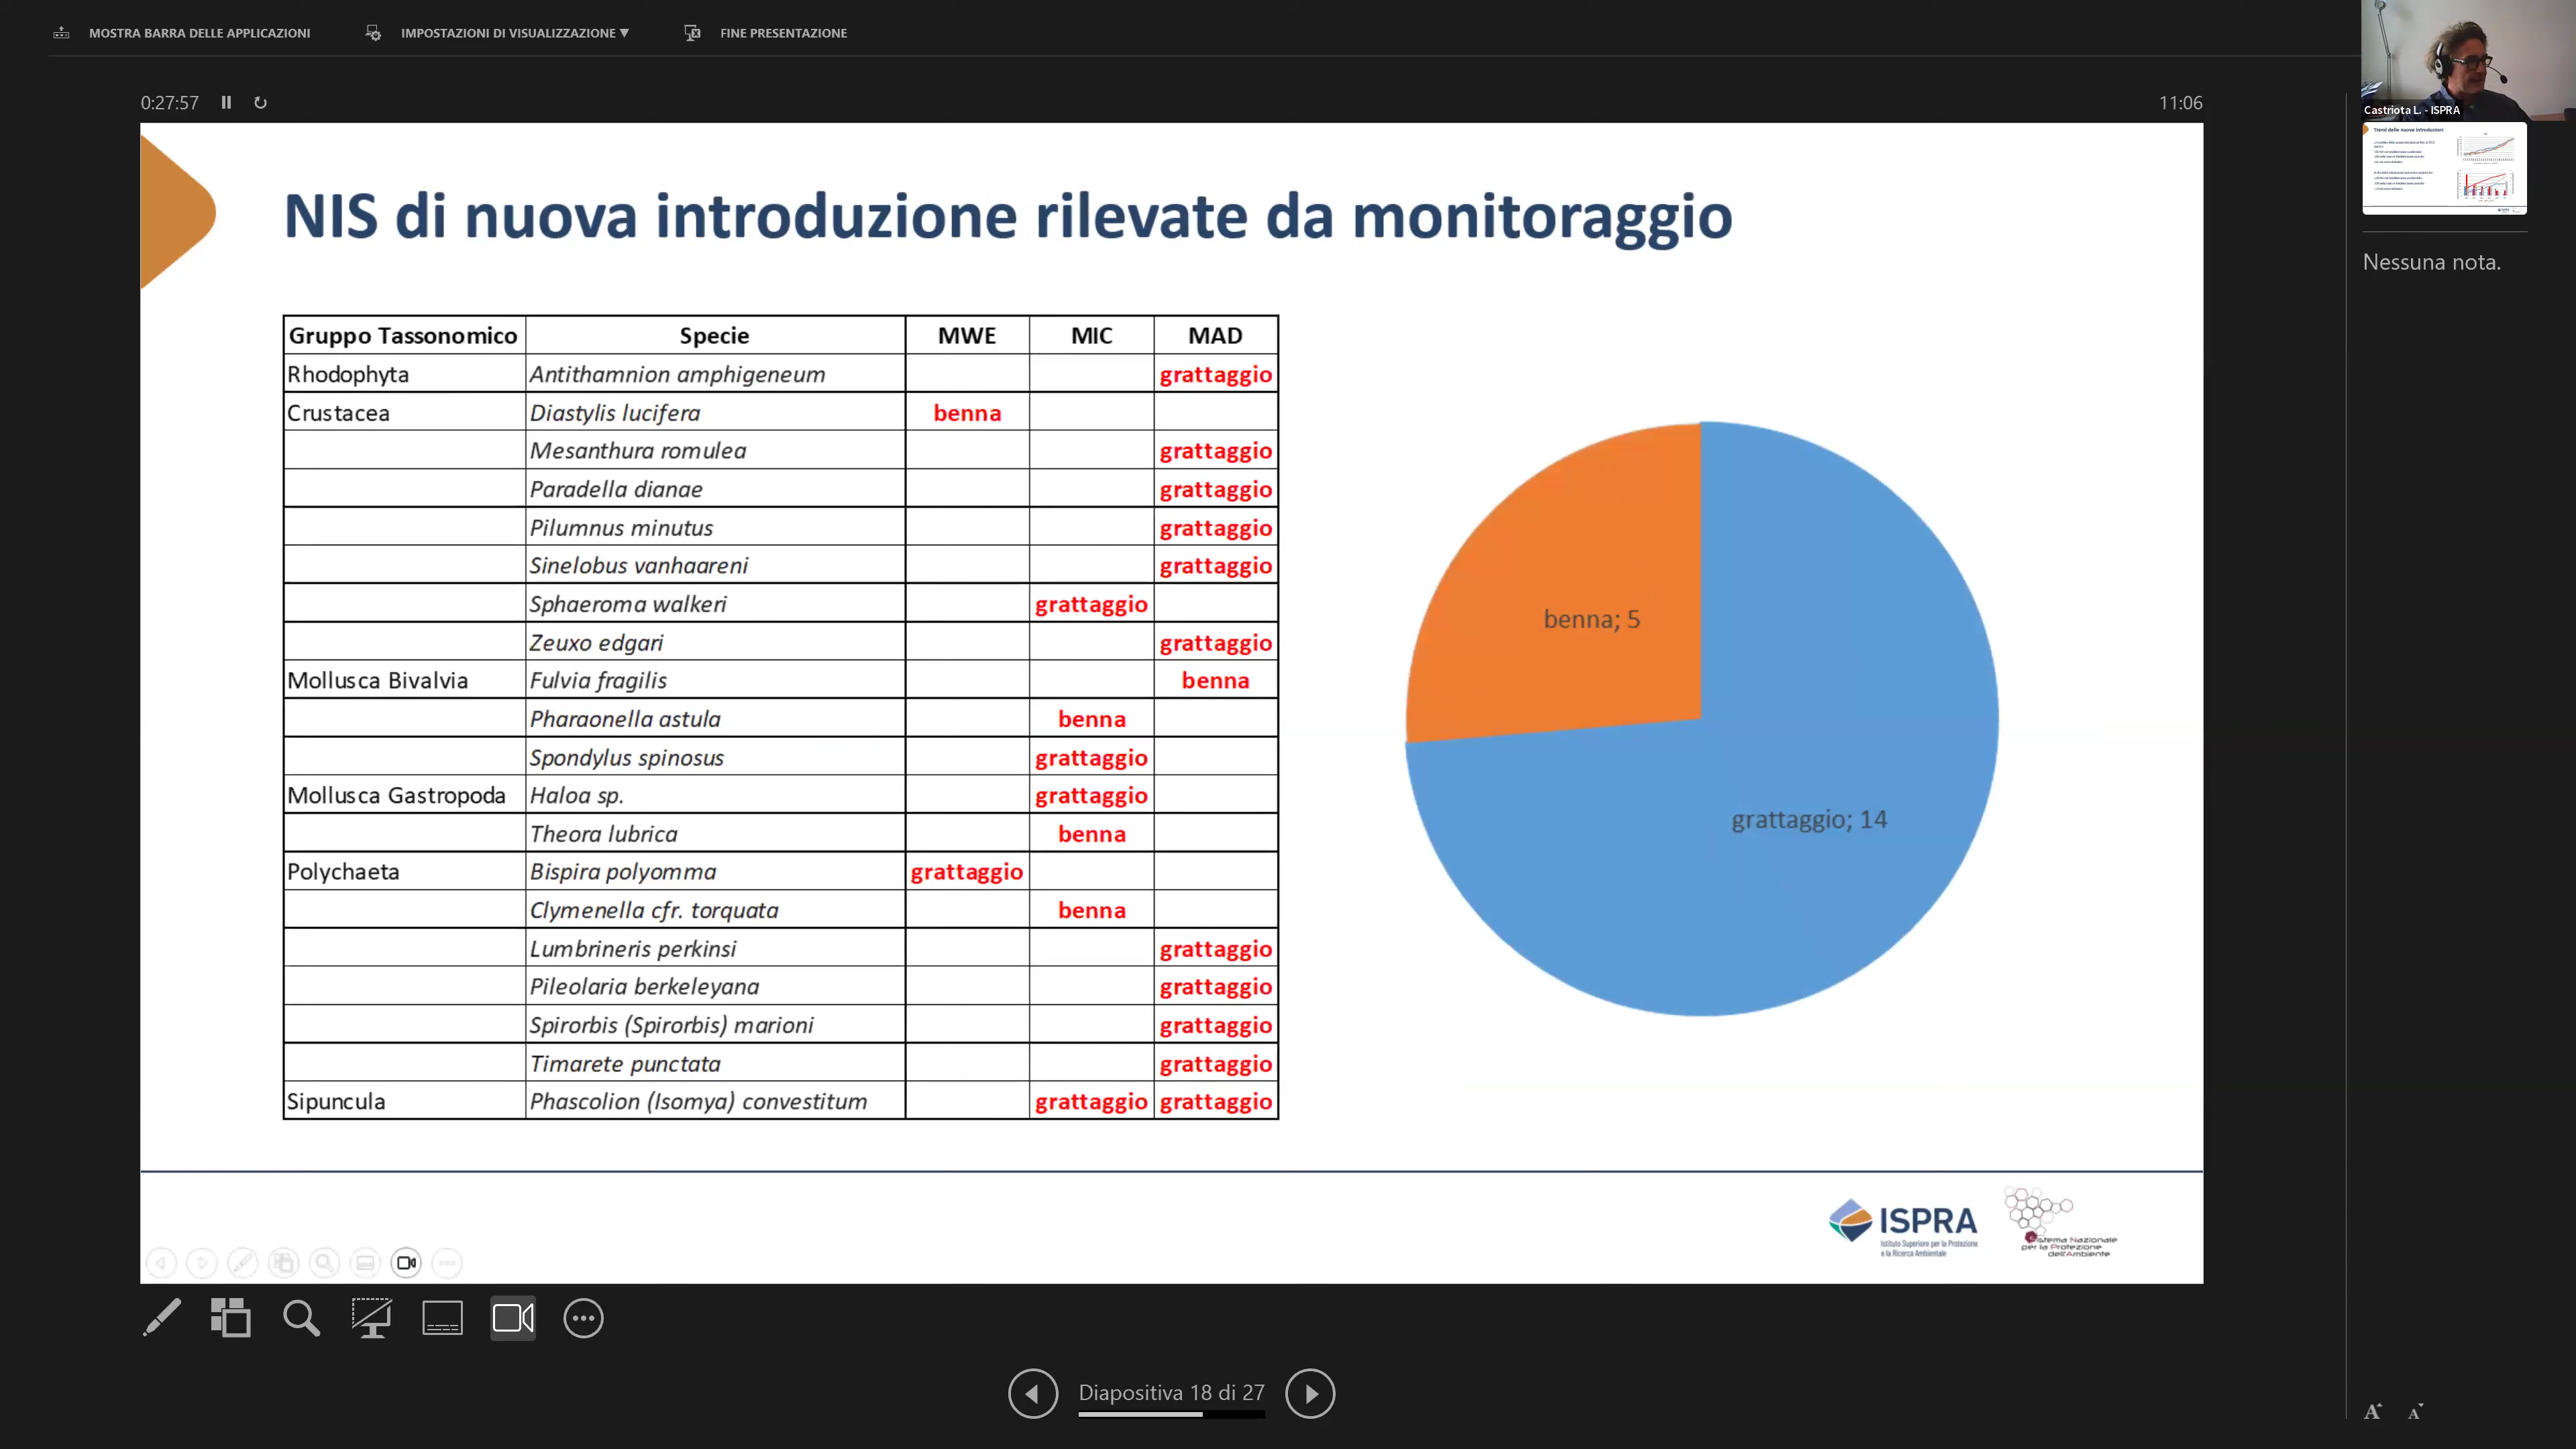 MOSTRA BARRA DELLE APPLICAZIONI IMPOSTAZIONI DI VISUALIZZAZIONE ▼ FINE PRESENTAZIONE
0:27:57 11:06
Castriota L. - ISPRA
Trend delle nuove introduzioni
Nessuna nota.
NIS di nuova introduzione rilevate da monitoraggio
Gruppo Tassonomico Specie MWE MIC MAD
Rhodophyta Antithamnion amphigeneum grattaggio
Crustacea Diastylis lucifera benna
Mesanthura romulea grattaggio
Paradella dianae grattaggio
Pilumnus minutus grattaggio
Sinelobus vanhaareni grattaggio
Sphaeroma walkeri grattaggio
Zeuxo edgari grattaggio
Mollusca Bivalvia Fulvia fragilis benna
Pharaonella astula benna
Spondylus spinosus grattaggio
Mollusca Gastropoda Haloa sp. grattaggio
Theora lubrica benna
Polychaeta Bispira polyomma grattaggio
Clymenella cfr. torquata benna
Lumbrineris perkinsi grattaggio
Pileolaria berkeleyana grattaggio
Spirorbis (Spirorbis) marioni grattaggio
Timarete punctata grattaggio
Sipuncula Phascolion (Isomya) convestitum grattaggio grattaggio
benna; 5
grattaggio; 14
ISPRA
Istituto Superiore per la Protezione
e la Ricerca Ambientale
Sistema Nazionale
per la Protezione
dell'Ambiente
Diapositiva 18 di 27
A A